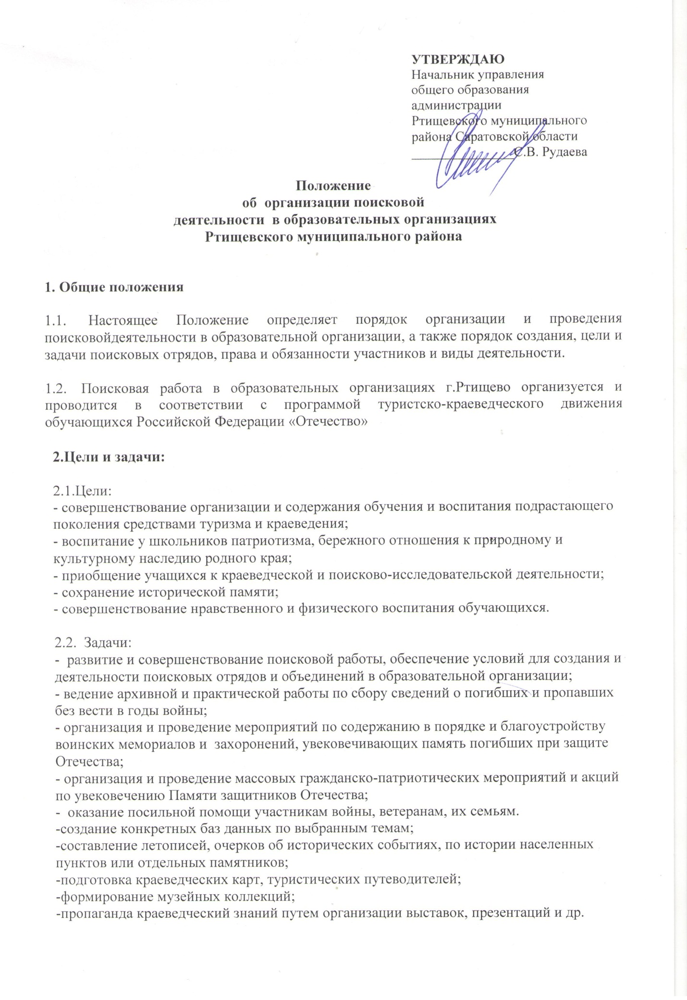 УТВЕРЖДАЮ
Начальник управления
общего образования
администрации
Ртищевского муниципального
района Саратовской области
_______________С.В. Рудаева
Положение
об  организации поисковой
деятельности  в образовательных организациях
Ртищевского муниципального района
1. Общие положения
1.1. Настоящее Положение определяет порядок организации и проведения
поисковойдеятельности в образовательной организации, а также порядок создания, цели и
задачи поисковых отрядов, права и обязанности участников и виды деятельности.
1.2. Поисковая работа в образовательных организациях г.Ртищево организуется и
проводится в соответствии с программой туристско-краеведческого движения
обучающихся Российской Федерации «Отечество»
2.Цели и задачи:
2.1.Цели:
- совершенствование организации и содержания обучения и воспитания подрастающего
поколения средствами туризма и краеведения;
- воспитание у школьников патриотизма, бережного отношения к природному и
культурному наследию родного края;
- приобщение учащихся к краеведческой и поисково-исследовательской деятельности;
- сохранение исторической памяти;
- совершенствование нравственного и физического воспитания обучающихся.
2.2.  Задачи:
-  развитие и совершенствование поисковой работы, обеспечение условий для создания и
деятельности поисковых отрядов и объединений в образовательной организации;
- ведение архивной и практической работы по сбору сведений о погибших и пропавших
без вести в годы войны;
- организация и проведение мероприятий по содержанию в порядке и благоустройству
воинских мемориалов и  захоронений, увековечивающих память погибших при защите
Отечества;
- организация и проведение массовых гражданско-патриотических мероприятий и акций
по увековечению Памяти защитников Отечества;
-  оказание посильной помощи участникам войны, ветеранам, их семьям.
-создание конкретных баз данных по выбранным темам;
-составление летописей, очерков об исторических событиях, по истории населенных
пунктов или отдельных памятников;
-подготовка краеведческих карт, туристических путеводителей;
-формирование музейных коллекций;
-пропаганда краеведческий знаний путем организации выставок, презентаций и др.